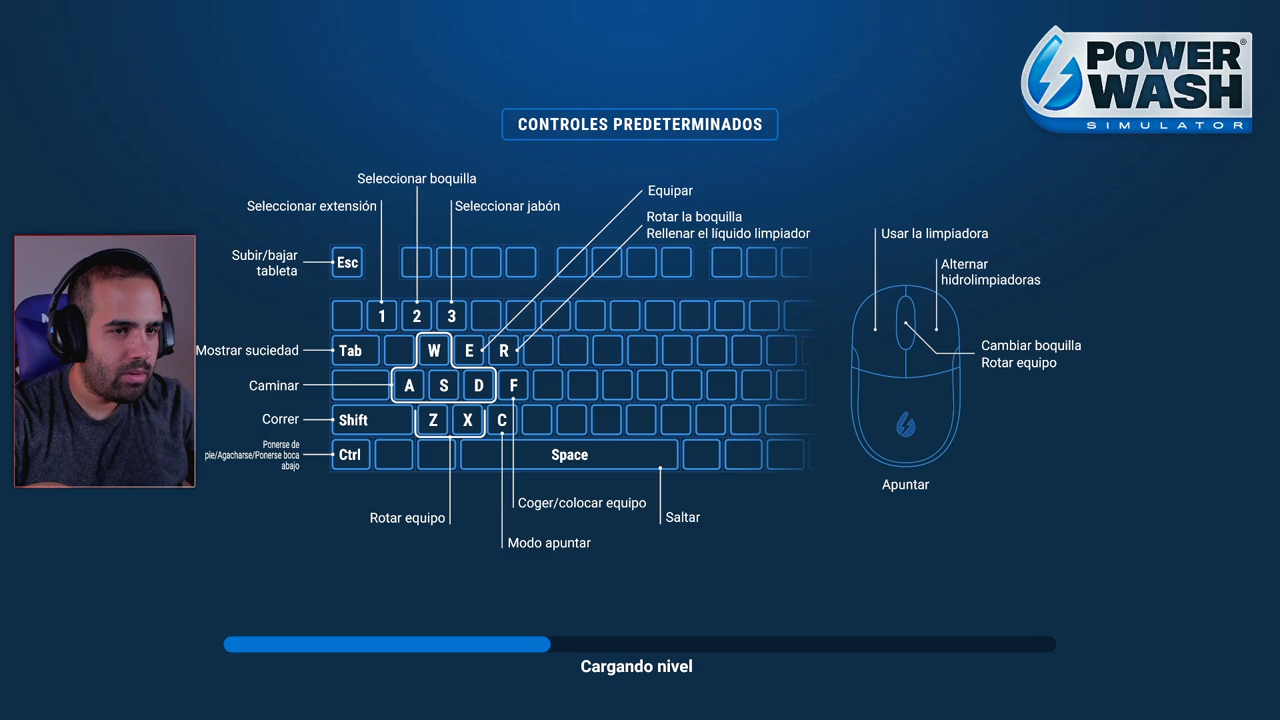 POWER
WASH
SIMULATOR
CONTROLES PREDETERMINADOS
Seleccionar boquilla
Seleccionar extensión
Seleccionar jabón
Equipar
Rotar la boquilla
Rellenar el líquido limpiador
Usar la limpiadora
Alternar
hidrolimpiadoras
Subir/bajar
tableta
Esc
1 2 3
Mostrar suciedad
Tab W E R
Cambiar boquilla
Rotar equipo
Caminar
A S D F
Correr
Shift Z X C
Ponerse de
pie/Agacharse/Ponerse boca
abajo
Ctrl Space
Apuntar
Coger/colocar equipo
Rotar equipo
Saltar
Modo apuntar
Cargando nivel